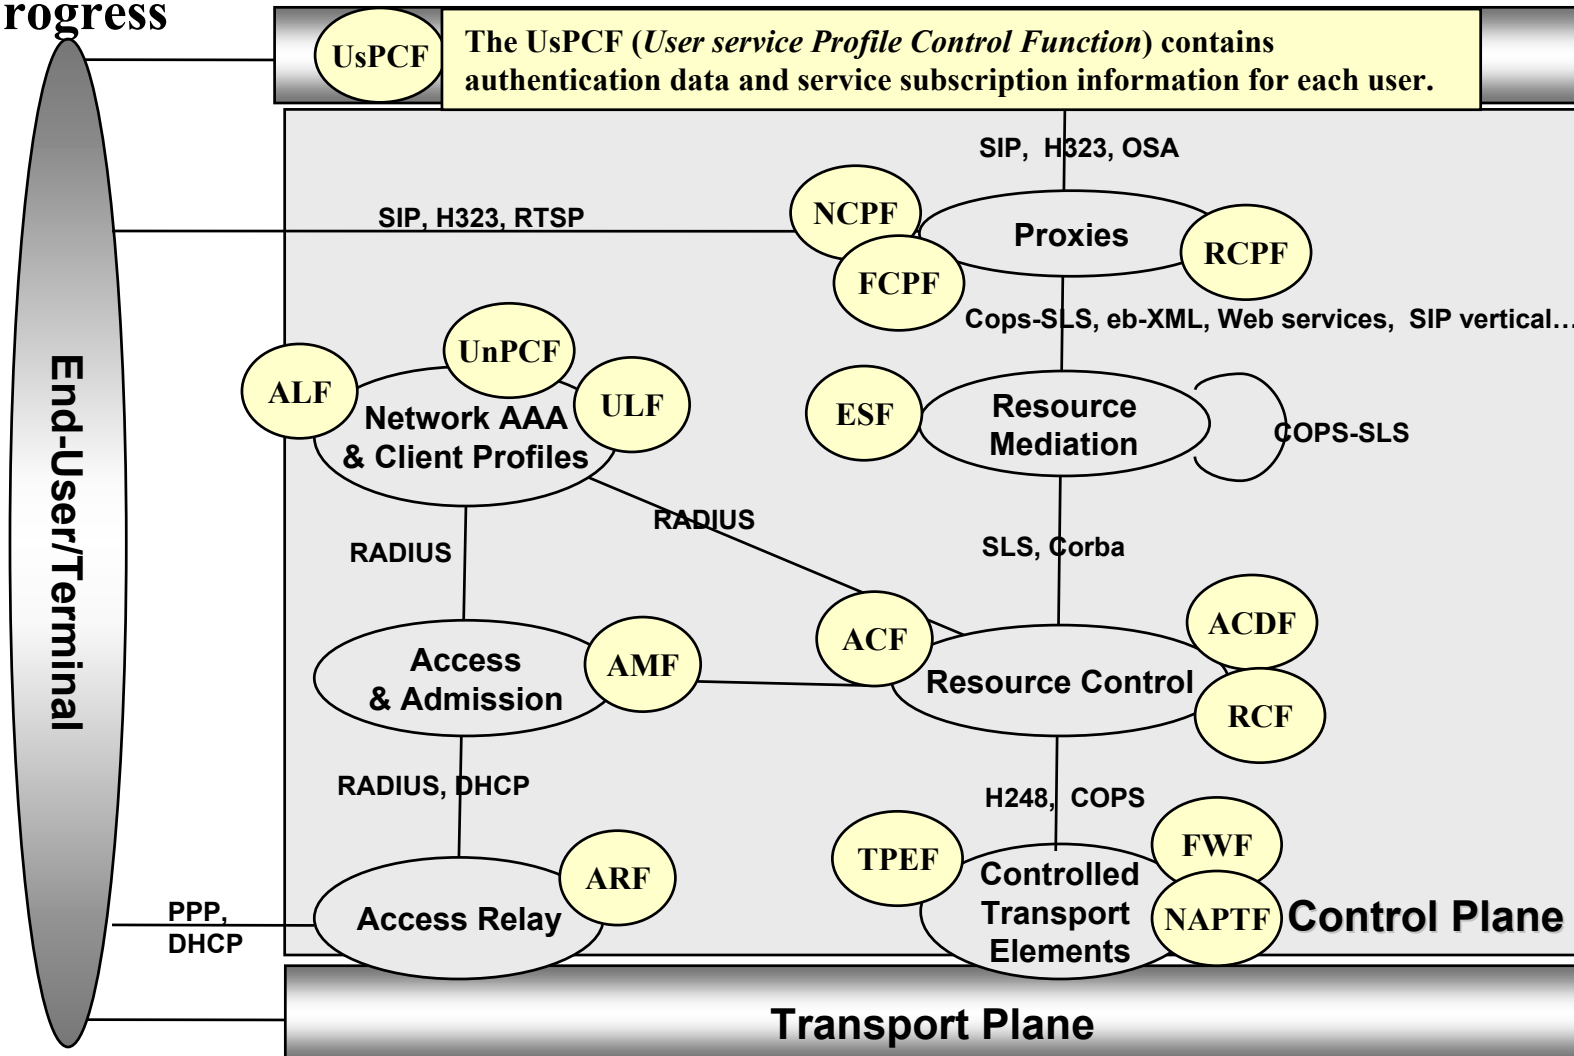 rogress
UsPCF
The UsPCF (User service Profile Control Function) contains
authentication data and service subscription information for each user.
SIP, H323, OSA
SIP, H323, RTSP
NCPF
Proxies
RCPF
FCPF
Cops-SLS, eb-XML, Web services, SIP vertical…
End-User/Terminal
UnPCF
ALF
ULF
Network AAA
& Client Profiles
ESF
Resource
Mediation
COPS-SLS
RADIUS
RADIUS
SLS, Corba
Access
& Admission
AMF
ACF
Resource Control
ACDF
RCF
RADIUS, DHCP
H248, COPS
TPEF
FWF
Controlled
Transport
Elements
NAPTF
Control Plane
ARF
Access Relay
PPP,
DHCP
Transport Plane